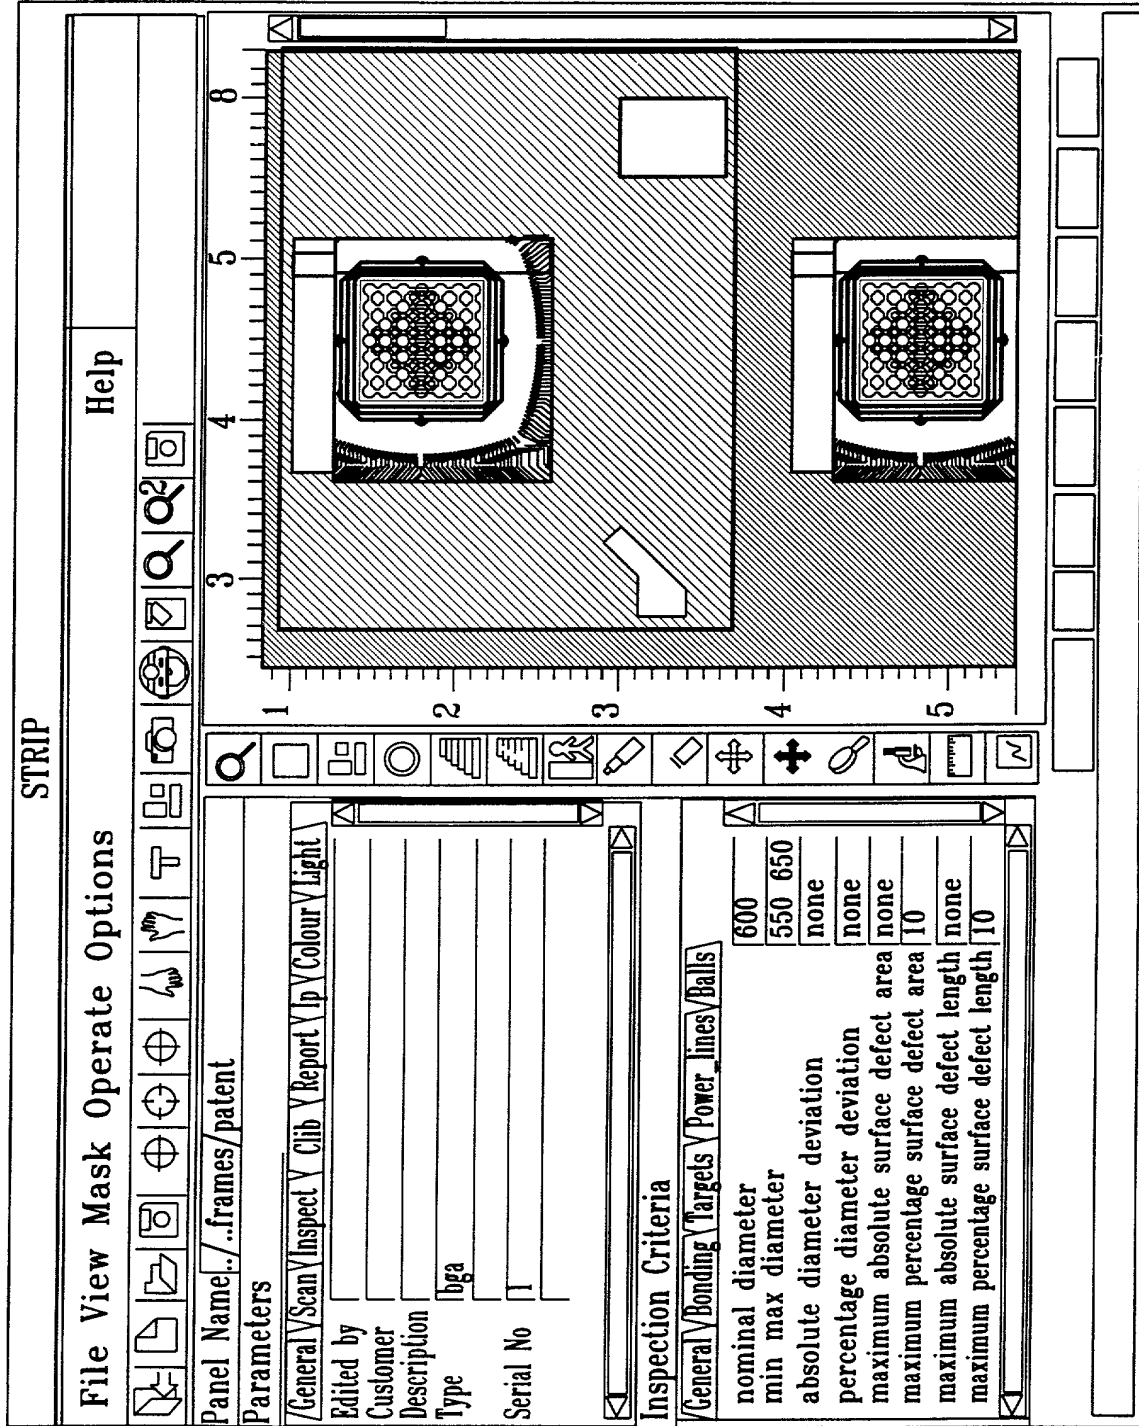 STRIP
File View Mask Operate Options Help
2
Panel Name ../..frames/patent
Parameters
General Scan Inspect Clib Report Ip Colour Light
Edited by
Customer
Description
Type bga
Serial No 1
Inspection Criteria
General Bonding Targets Power_lines Balls
nominal diameter 600
min max diameter 550 650
absolute diameter deviation none
percentage diameter deviation none
maximum absolute surface defect area none
maximum percentage surface defect area 10
maximum absolute surface defect length none
maximum percentage surface defect length 10
3 4 5 8
1
2
3
4
5